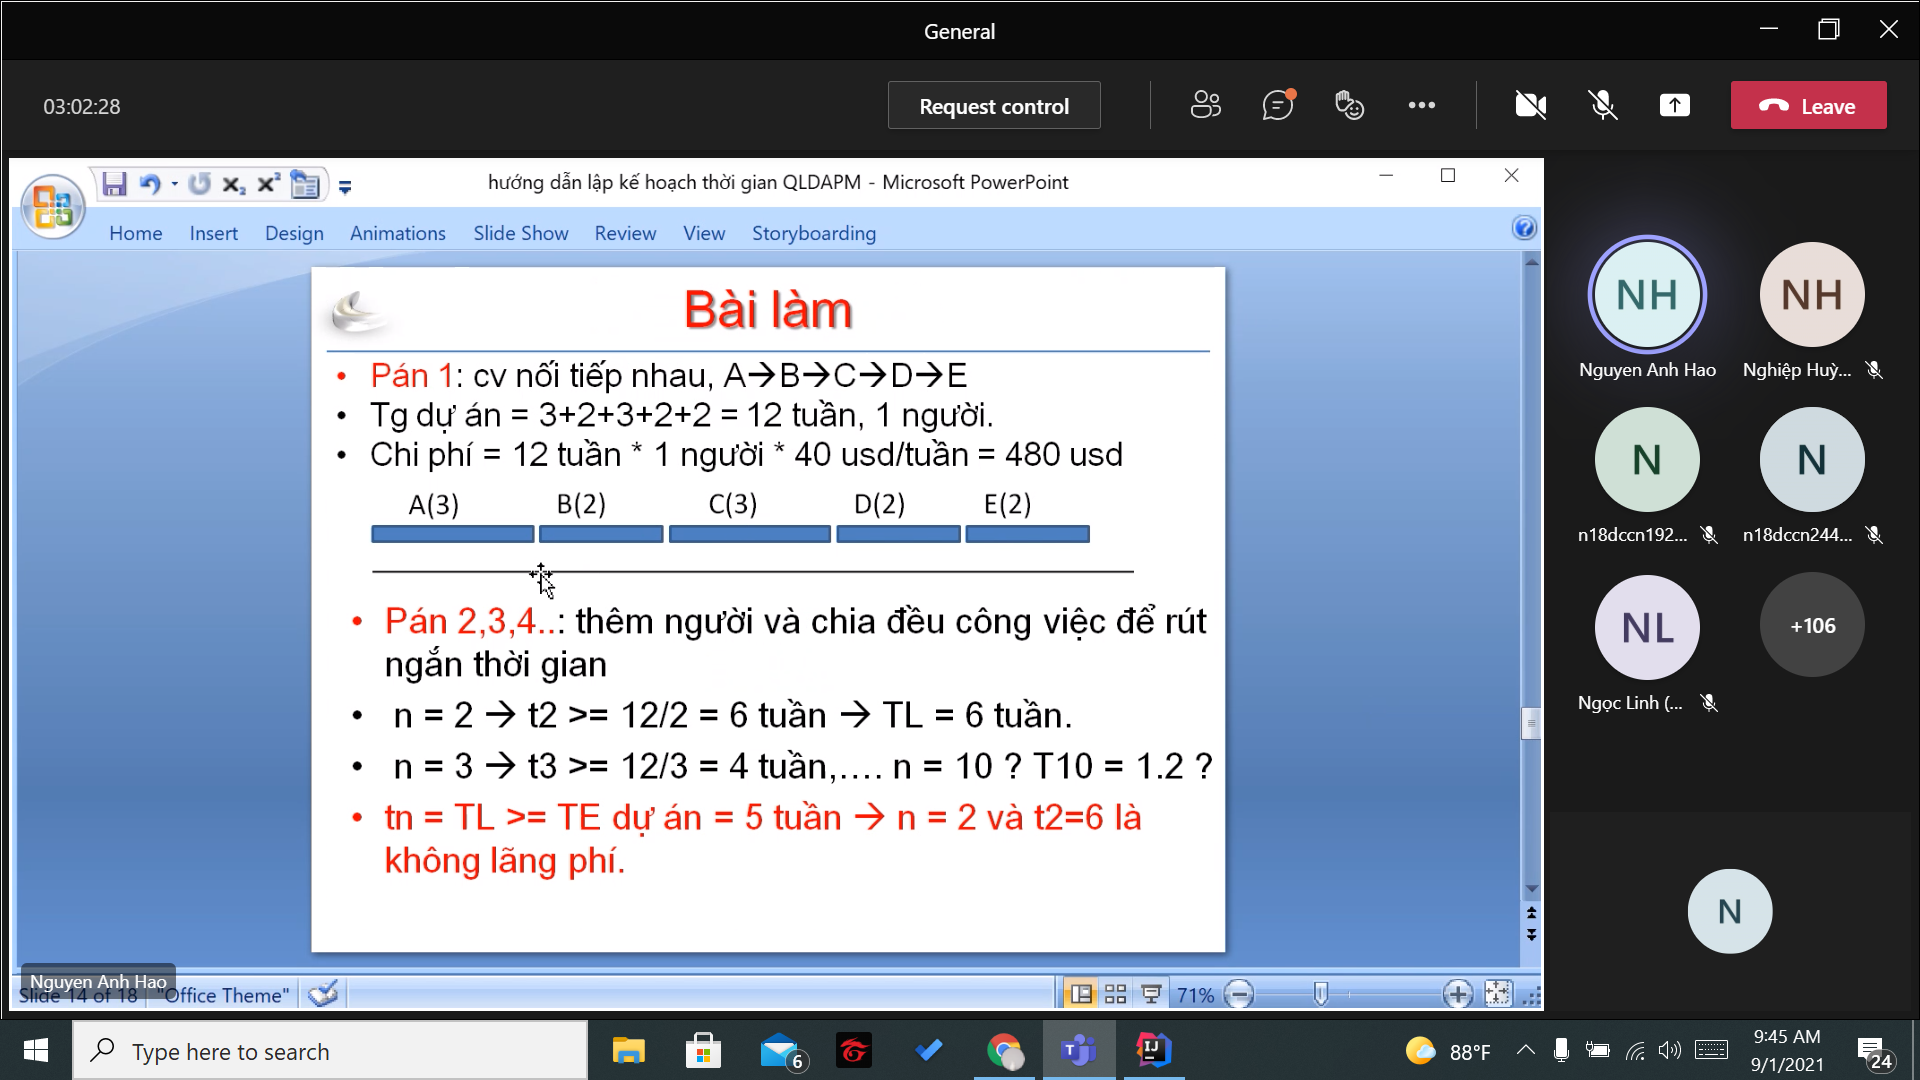 General
03:02:28
Request control
Leave
hướng dẫn lập kế hoạch thời gian QLDAPM - Microsoft PowerPoint
Home Insert Design Animations Slide Show Review View Storyboarding
Bài làm
• Pán 1: cv nối tiếp nhau, A→B→C→D→E
• Tg dự án = 3+2+3+2+2 = 12 tuần, 1 người.
• Chi phí = 12 tuần * 1 người * 40 usd/tuần = 480 usd
A(3) B(2) C(3) D(2) E(2)
• Pán 2,3,4..: thêm người và chia đều công việc để rút
ngắn thời gian
• n = 2 → t2 >= 12/2 = 6 tuần → TL = 6 tuần.
• n = 3 → t3 >= 12/3 = 4 tuần,.... n = 10 ? T10 = 1.2 ?
• tn = TL >= TE dự án = 5 tuần → n = 2 và t2=6 là
không lãng phí.
NH NH
Nguyen Anh Hao Nghiệp Huỳ...
N N
n18dccn192... n18dccn244...
NL +106
Ngọc Linh (...
N
Nguyen Anh Hao
Slide 14 of 18 "Office Theme" 71%
Type here to search
6
IJ
88°F
9:45 AM
9/1/2021
24